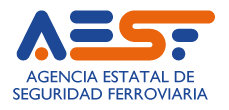 AESF
AGENCIA ESTATAL DE
SEGURIDAD FERROVIARIA